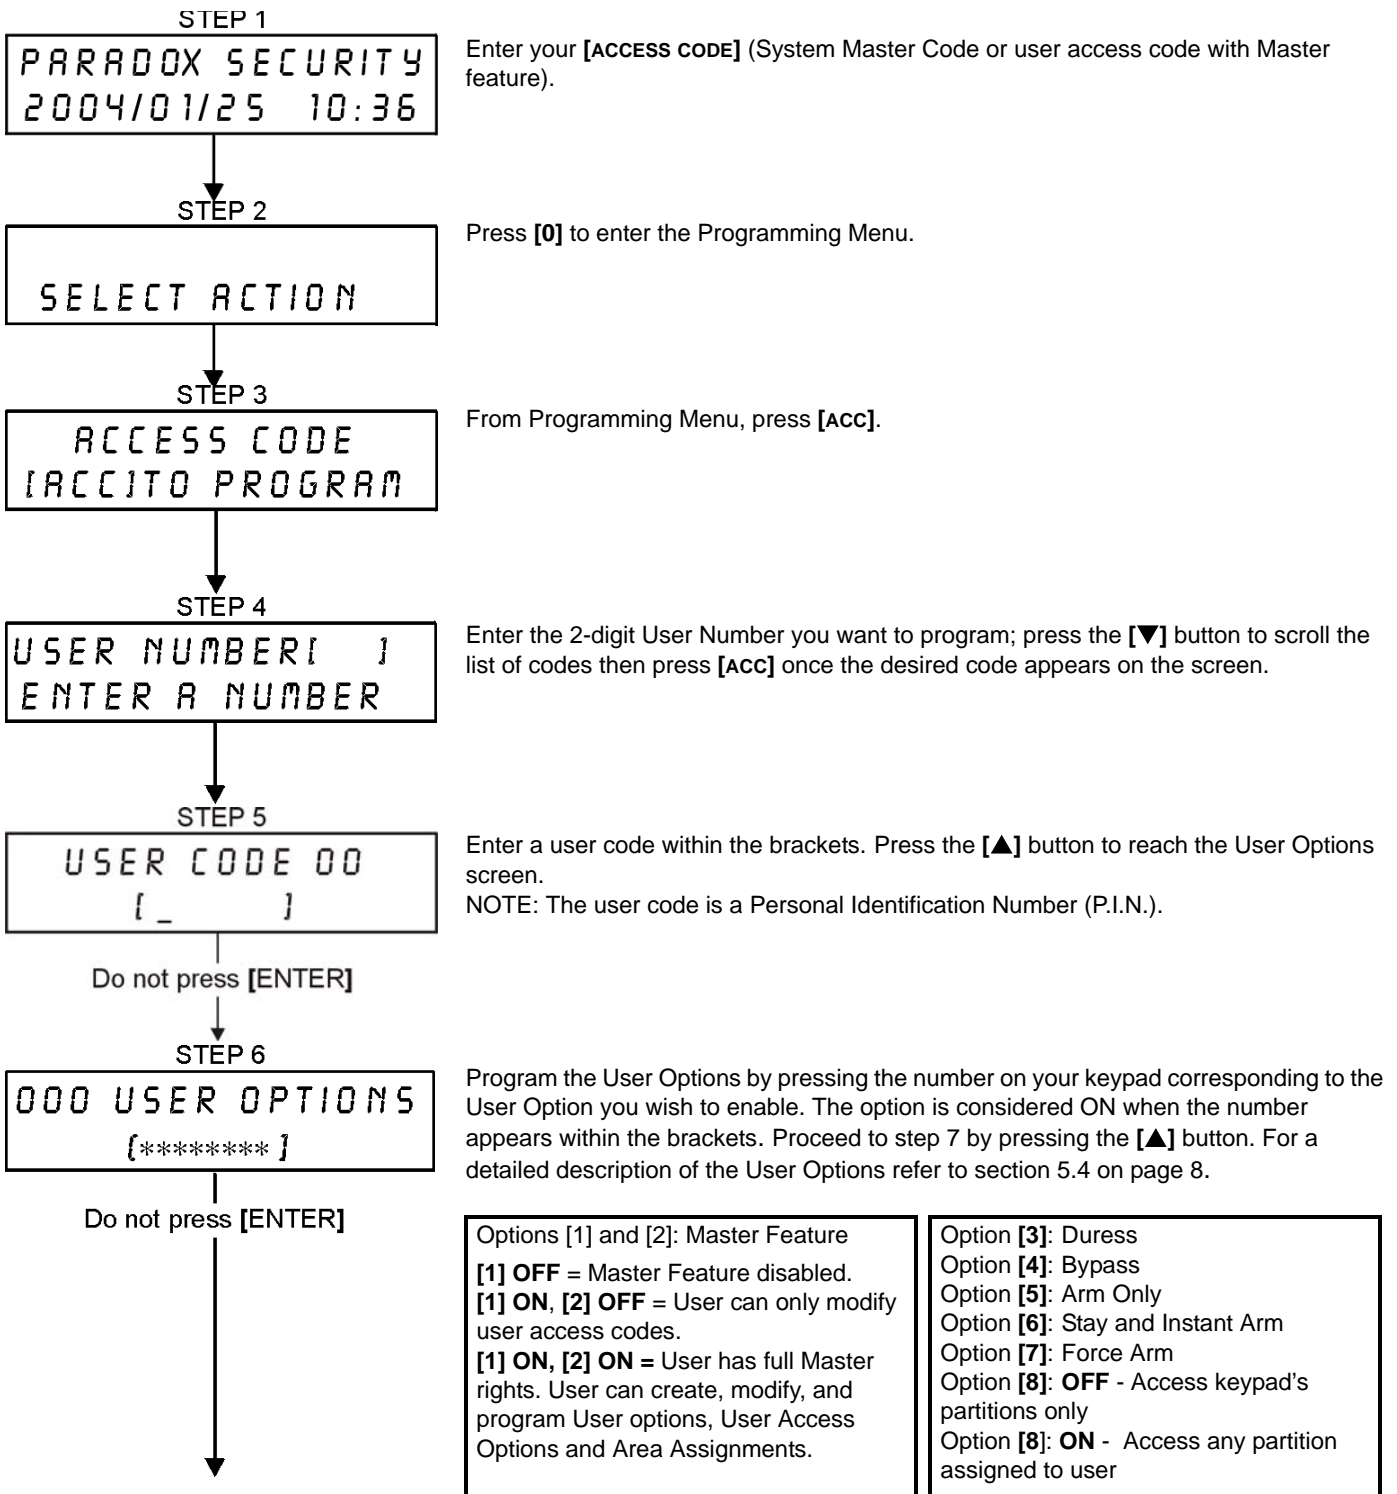 STEP 1
PARADOX SECURITY
2004/01/25 10:36
Enter your [ACCESS CODE] (System Master Code or user access code with Master
feature).
STEP 2
SELECT ACTION
Press [0] to enter the Programming Menu.
STEP 3
ACCESS CODE
[ACC]TO PROGRAM
From Programming Menu, press [ACC].
STEP 4
USER NUMBER[ ]
ENTER A NUMBER
Enter the 2-digit User Number you want to program; press the [▼] button to scroll the
list of codes then press [ACC] once the desired code appears on the screen.
STEP 5
USER CODE 00
[_ ]
Enter a user code within the brackets. Press the [▲] button to reach the User Options
screen.
NOTE: The user code is a Personal Identification Number (P.I.N.).
Do not press [ENTER]
STEP 6
000 USER OPTIONS
[********]
Program the User Options by pressing the number on your keypad corresponding to the
User Option you wish to enable. The option is considered ON when the number
appears within the brackets. Proceed to step 7 by pressing the [▲] button. For a
detailed description of the User Options refer to section 5.4 on page 8.
Do not press [ENTER]
Options [1] and [2]: Master Feature
[1] OFF = Master Feature disabled.
[1] ON, [2] OFF = User can only modify
user access codes.
[1] ON, [2] ON = User has full Master
rights. User can create, modify, and
program User options, User Access
Options and Area Assignments.
Option [3]: Duress
Option [4]: Bypass
Option [5]: Arm Only
Option [6]: Stay and Instant Arm
Option [7]: Force Arm
Option [8]: OFF - Access keypad's
partitions only
Option [8]: ON - Access any partition
assigned to user